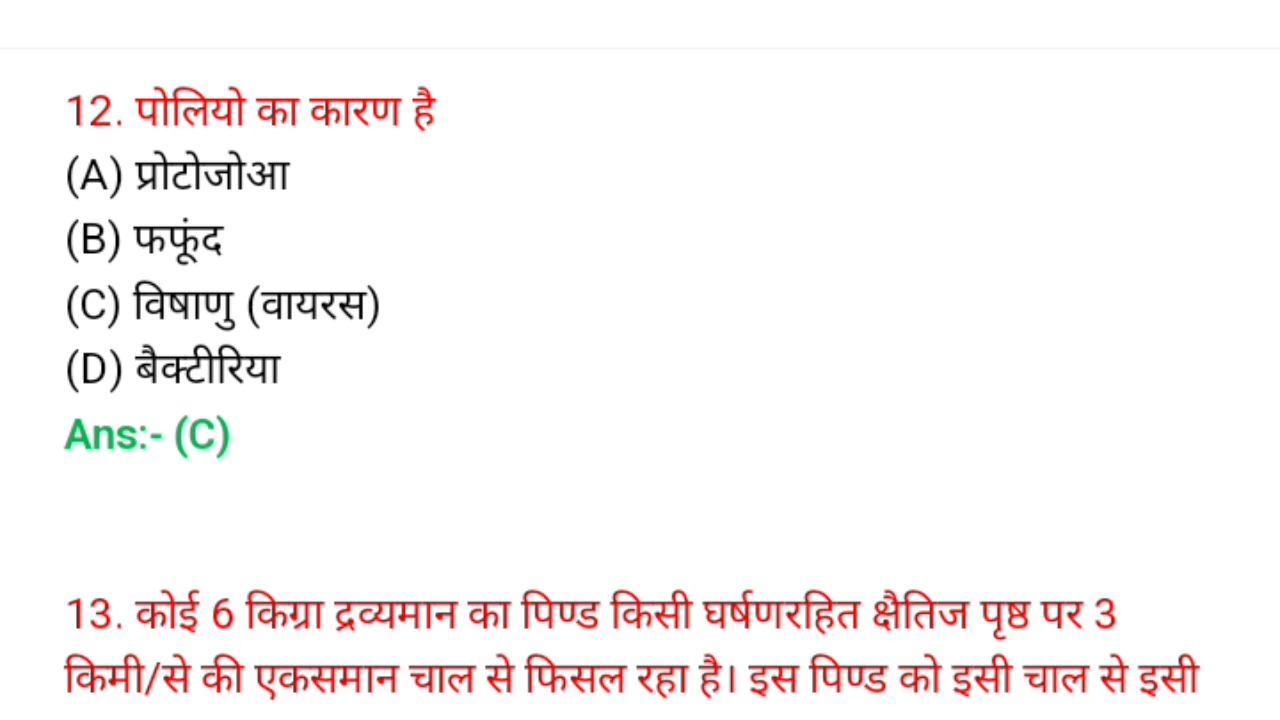 12. पोलियो का कारण है
(A) प्रोटोजोआ
(B) फफूंद
(C) विषाणु (वायरस)
(D) बैक्टीरिया
Ans:- (C)
13. कोई 6 किग्रा द्रव्यमान का पिण्ड किसी घर्षणरहित क्षैतिज पृष्ठ पर 3
किमी/से की एकसमान चाल से फिसल रहा है। इस पिण्ड को इसी चाल से इसी